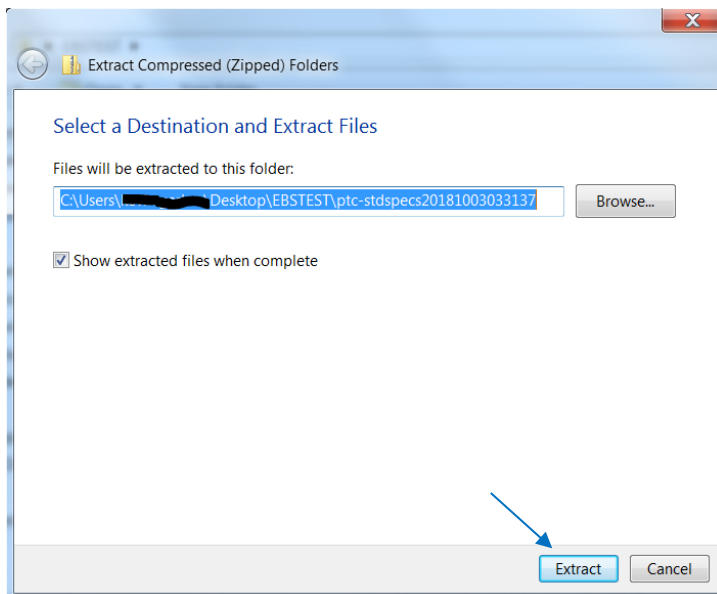 Extract Compressed (Zipped) Folders
Select a Destination and Extract Files
Files will be extracted to this folder:
C:\Users\ Desktop\EBSTEST\ptc-stdspecs20181003033137 Browse...
Show extracted files when complete
Extract Cancel